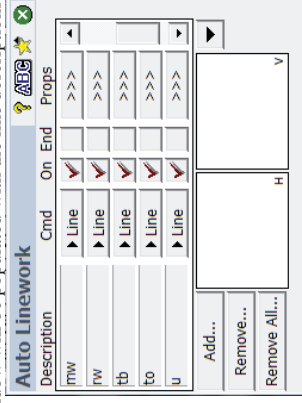 Auto Linework ? ABC
Description Cmd On End Props
mw Line >>>
rw Line >>>
tb Line >>>
to Line >>>
u Line >>>
Add...
Remove...
Remove All...
H V